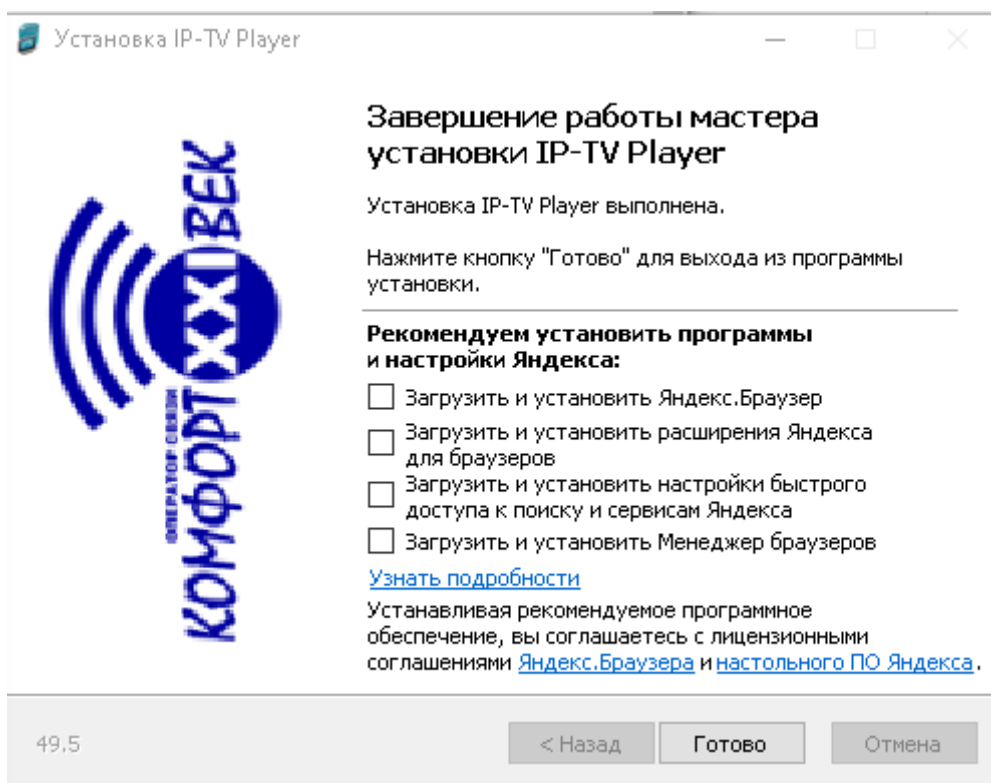 Установка IP-TV Player
Завершение работы мастера
установки IP-TV Player
Установка IP-TV Player выполнена.
Нажмите кнопку "Готово" для выхода из программы
установки.
Рекомендуем установить программы
и настройки Яндекса:
Загрузить и установить Яндекс.Браузер
Загрузить и установить расширения Яндекса
для браузеров
Загрузить и установить настройки быстрого
доступа к поиску и сервисам Яндекса
Загрузить и установить Менеджер браузеров
Узнать подробности
Устанавливая рекомендуемое программное
обеспечение, вы соглашаетесь с лицензионными
соглашениями Яндекс.Браузера и настольного ПО Яндекса.
ОПЕРАТОР СВЯЗИ
КОМФОРТ XXI ВЕК
49.5
< Назад
Готово
Отмена